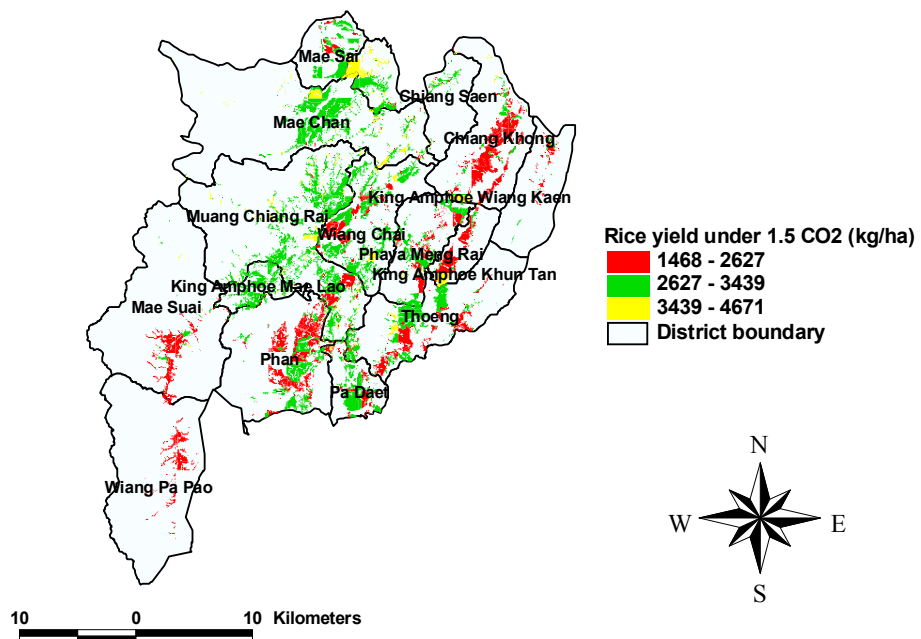 Mae Sai
Chiang Saen
Mae Chan
Chiang Khong
King Amphoe Wiang Kaen
Muang Chiang Rai
Wiang Chai
Phaya Meng Rai
King Amphoe Khun Tan
King Amphoe Mae Lao
Mae Suai
Thoeng
Phan
Pa Daet
Wiang Pa Pao
Rice yield under 1.5 CO2 (kg/ha)
1468 - 2627
2627 - 3439
3439 - 4671
District boundary
N
W E
S
10 0 10 Kilometers